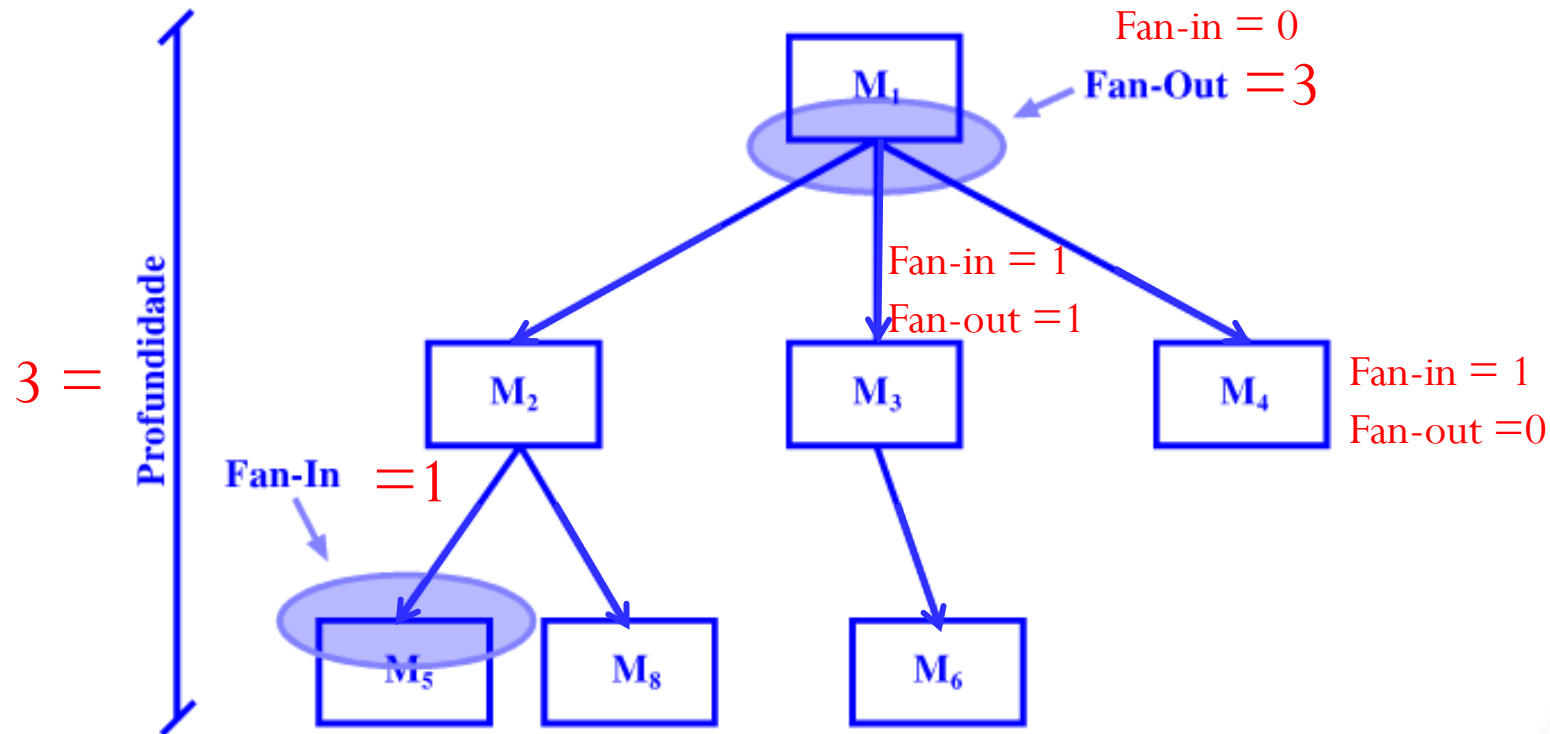 Fan-in = 0
M₁
Fan-Out =3
Fan-in = 1
Fan-out =1
Profundidade
3 =
M₂
M₃
M₄
Fan-in = 1
Fan-out =0
Fan-In =1
M₅
M₈
M₆